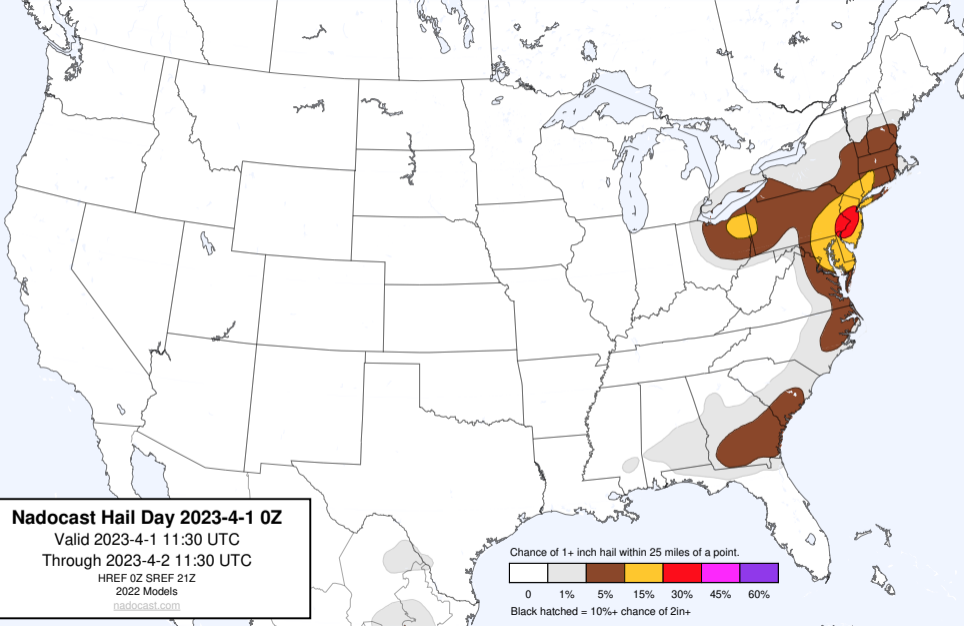 Nadocast Hail Day 2023-4-1 0Z
Valid 2023-4-1 11:30 UTC
Through 2023-4-2 11:30 UTC
HREF 0Z SREF 21Z
2022 Models
nadocast.com
Chance of 1+ inch hail within 25 miles of a point.
0 1% 5% 15% 30% 45% 60%
Black hatched = 10%+ chance of 2in+